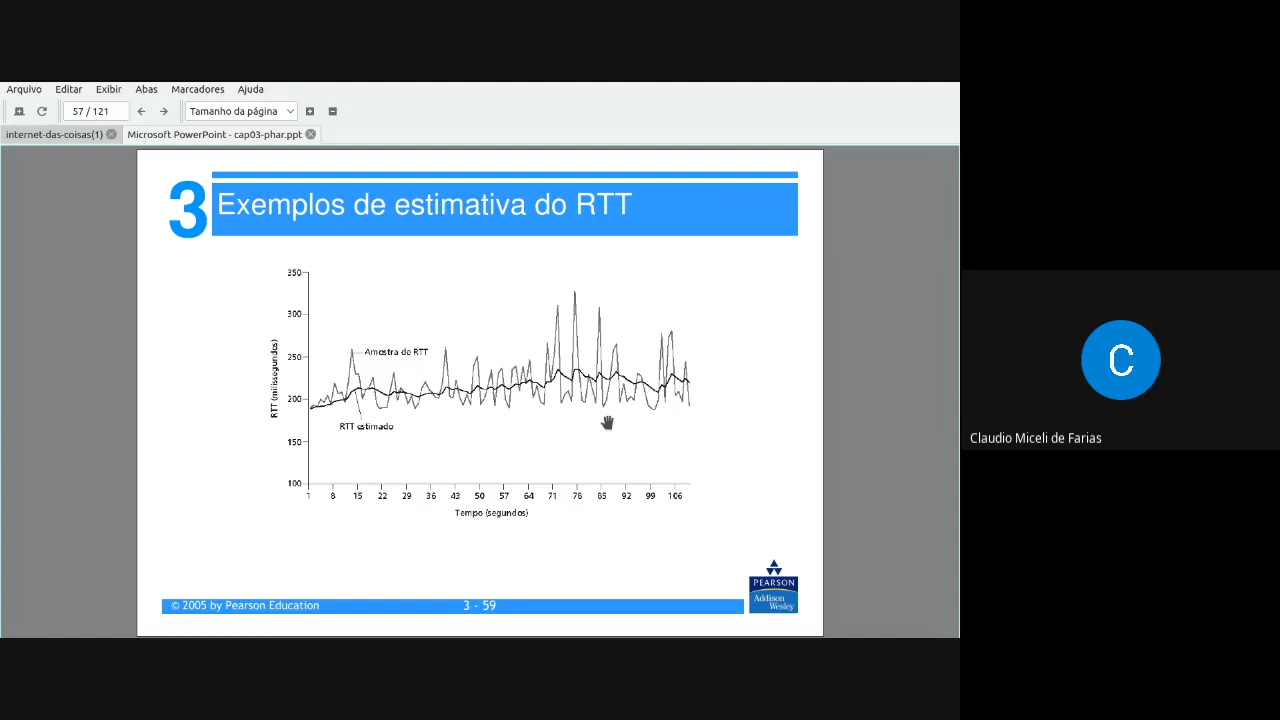 Arquivo Editar Exibir Abas Marcadores Ajuda
57 / 121 Tamanho da página
internet-das-coisas(1) Microsoft PowerPoint - cap03-phar.ppt
3 Exemplos de estimativa do RTT
350
300
250
200
150
100
RTT (milissegundos)
Amostra de RTT
RTT estimado
1 8 15 22 29 36 43 50 57 64 71 78 85 92 99 106
Tempo (segundos)
PEARSON
Addison
Wesley
© 2005 by Pearson Education 3 - 59
C
Claudio Miceli de Farias